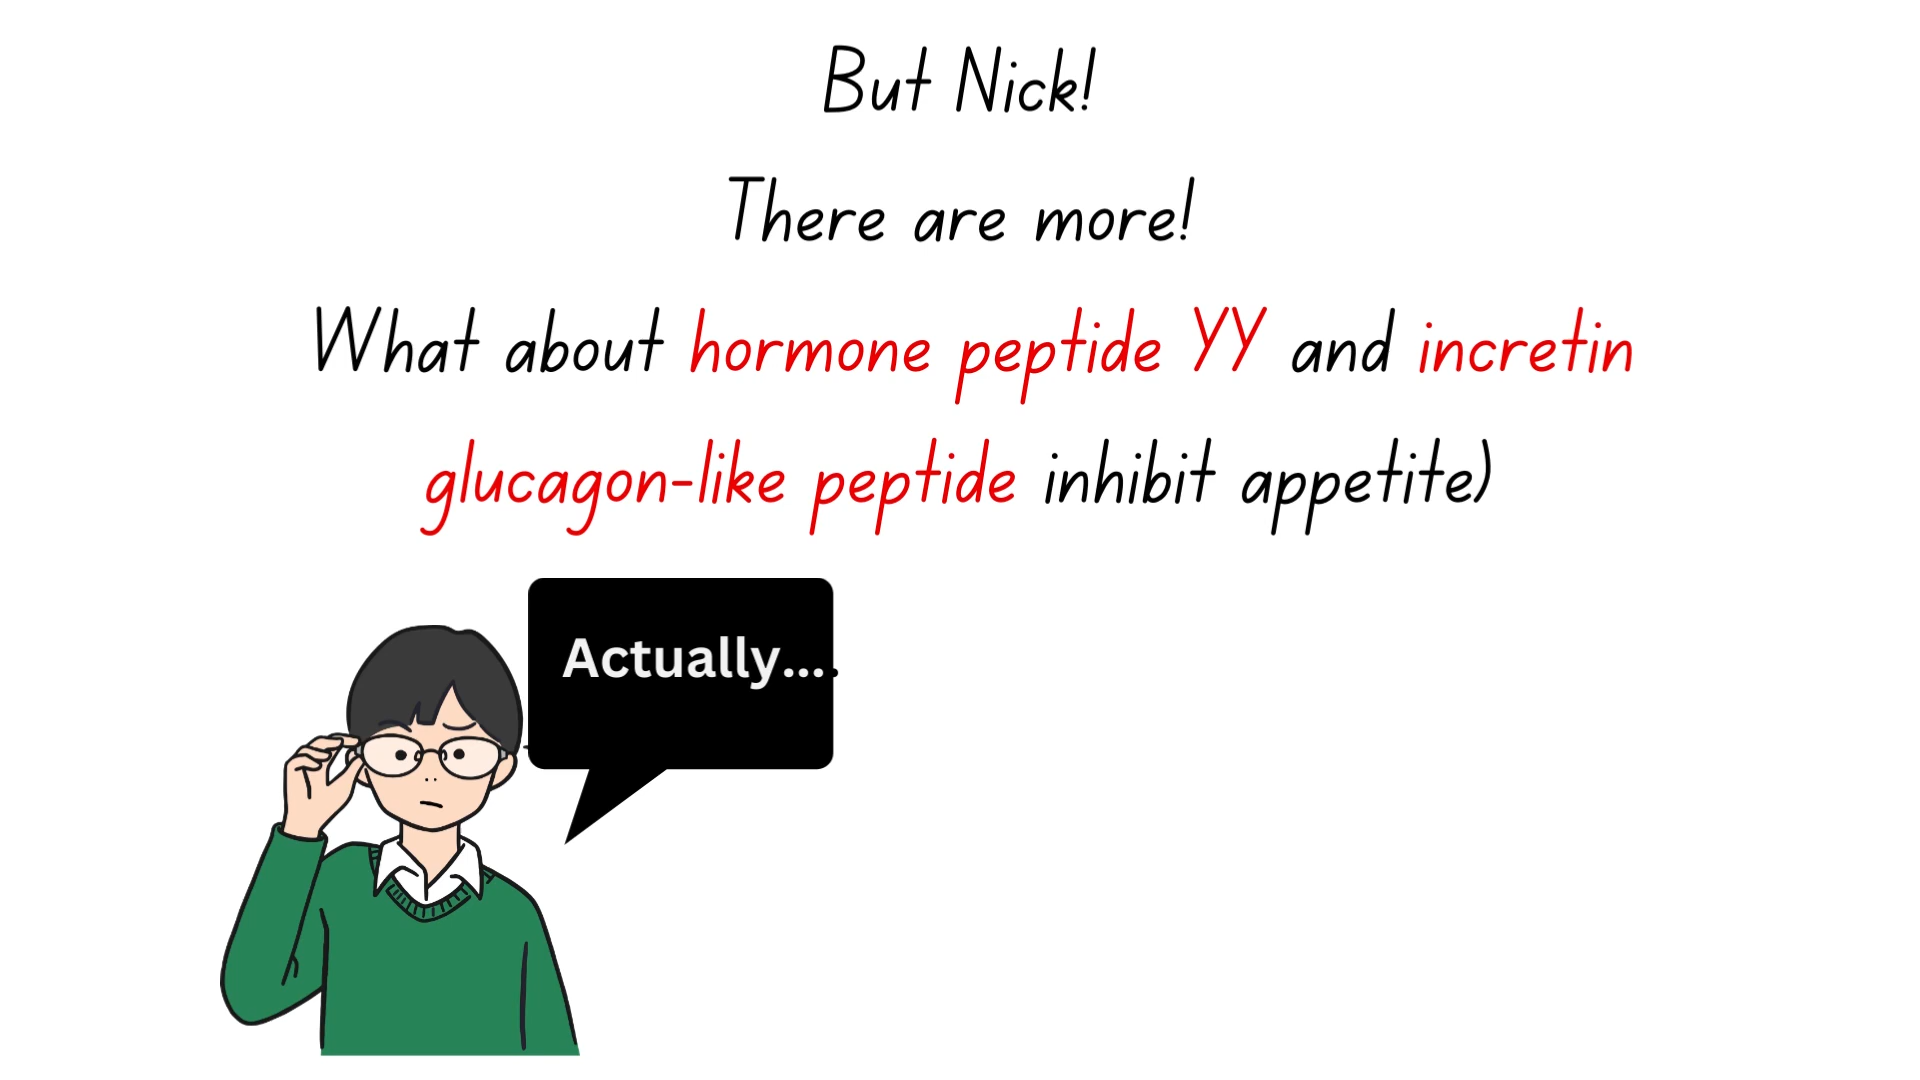 But Nick!
There are more!
What about hormone peptide YY and incretin
glucagon-like peptide inhibit appetite)
Actually....